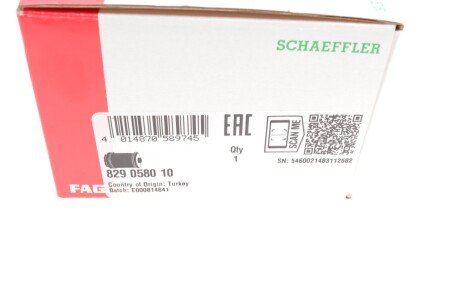 SCHAEFFLER
4 014870 589745
EAC
Qty
1
SCAN ME
SN: 5460021483112582
829 0580 10
Country of Origin: Turkey
Batch: E000814641
FAG